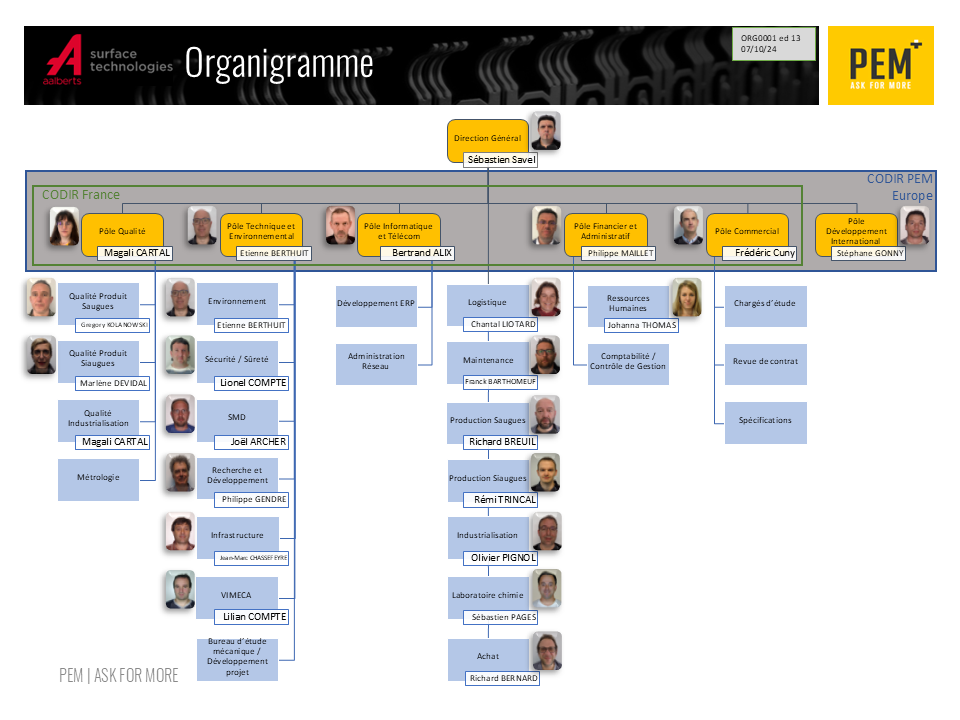 aalberts
surface
technologies
Organigramme
ORG0001 ed 13
07/10/24
PEM+
ASK FOR MORE
Direction Général
Sébastien Savel
CODIR PEM
Europe
CODIR France
Pôle Qualité
Magali CARTAL
Pôle Technique et
Environnemental
Etienne BERTHUIT
Pôle Informatique
et Télécom
Bertrand ALIX
Pôle Financier et
Administratif
Philippe MAILLET
Pôle Commercial
Frédéric Cuny
Pôle
Développement
International
Stéphane GONNY
Qualité Produit
Saugues
Gregory KOLANOWSKI
Qualité Produit
Siaugues
Marlène DEVIDAL
Qualité
Industrialisation
Magali CARTAL
Métrologie
Environnement
Etienne BERTHUIT
Sécurité / Sûreté
Lionel COMPTE
SMD
Joël ARCHER
Recherche et
Développement
Philippe GENDRE
Infrastructure
Jean-Marc CHASSEFEYRE
VIMECA
Lilian COMPTE
Bureau d'étude
mécanique /
Développement
projet
Développement ERP
Administration
Réseau
Logistique
Chantal LIOTARD
Maintenance
Franck BARTHOMEUF
Production Saugues
Richard BREUIL
Production Siaugues
Rémi TRINCAL
Industrialisation
Olivier PIGNOL
Laboratoire chimie
Sébastien PAGES
Achat
Richard BERNARD
Ressources
Humaines
Johanna THOMAS
Comptabilité /
Contrôle de Gestion
Chargés d'étude
Revue de contrat
Spécifications
PEM | ASK FOR MORE